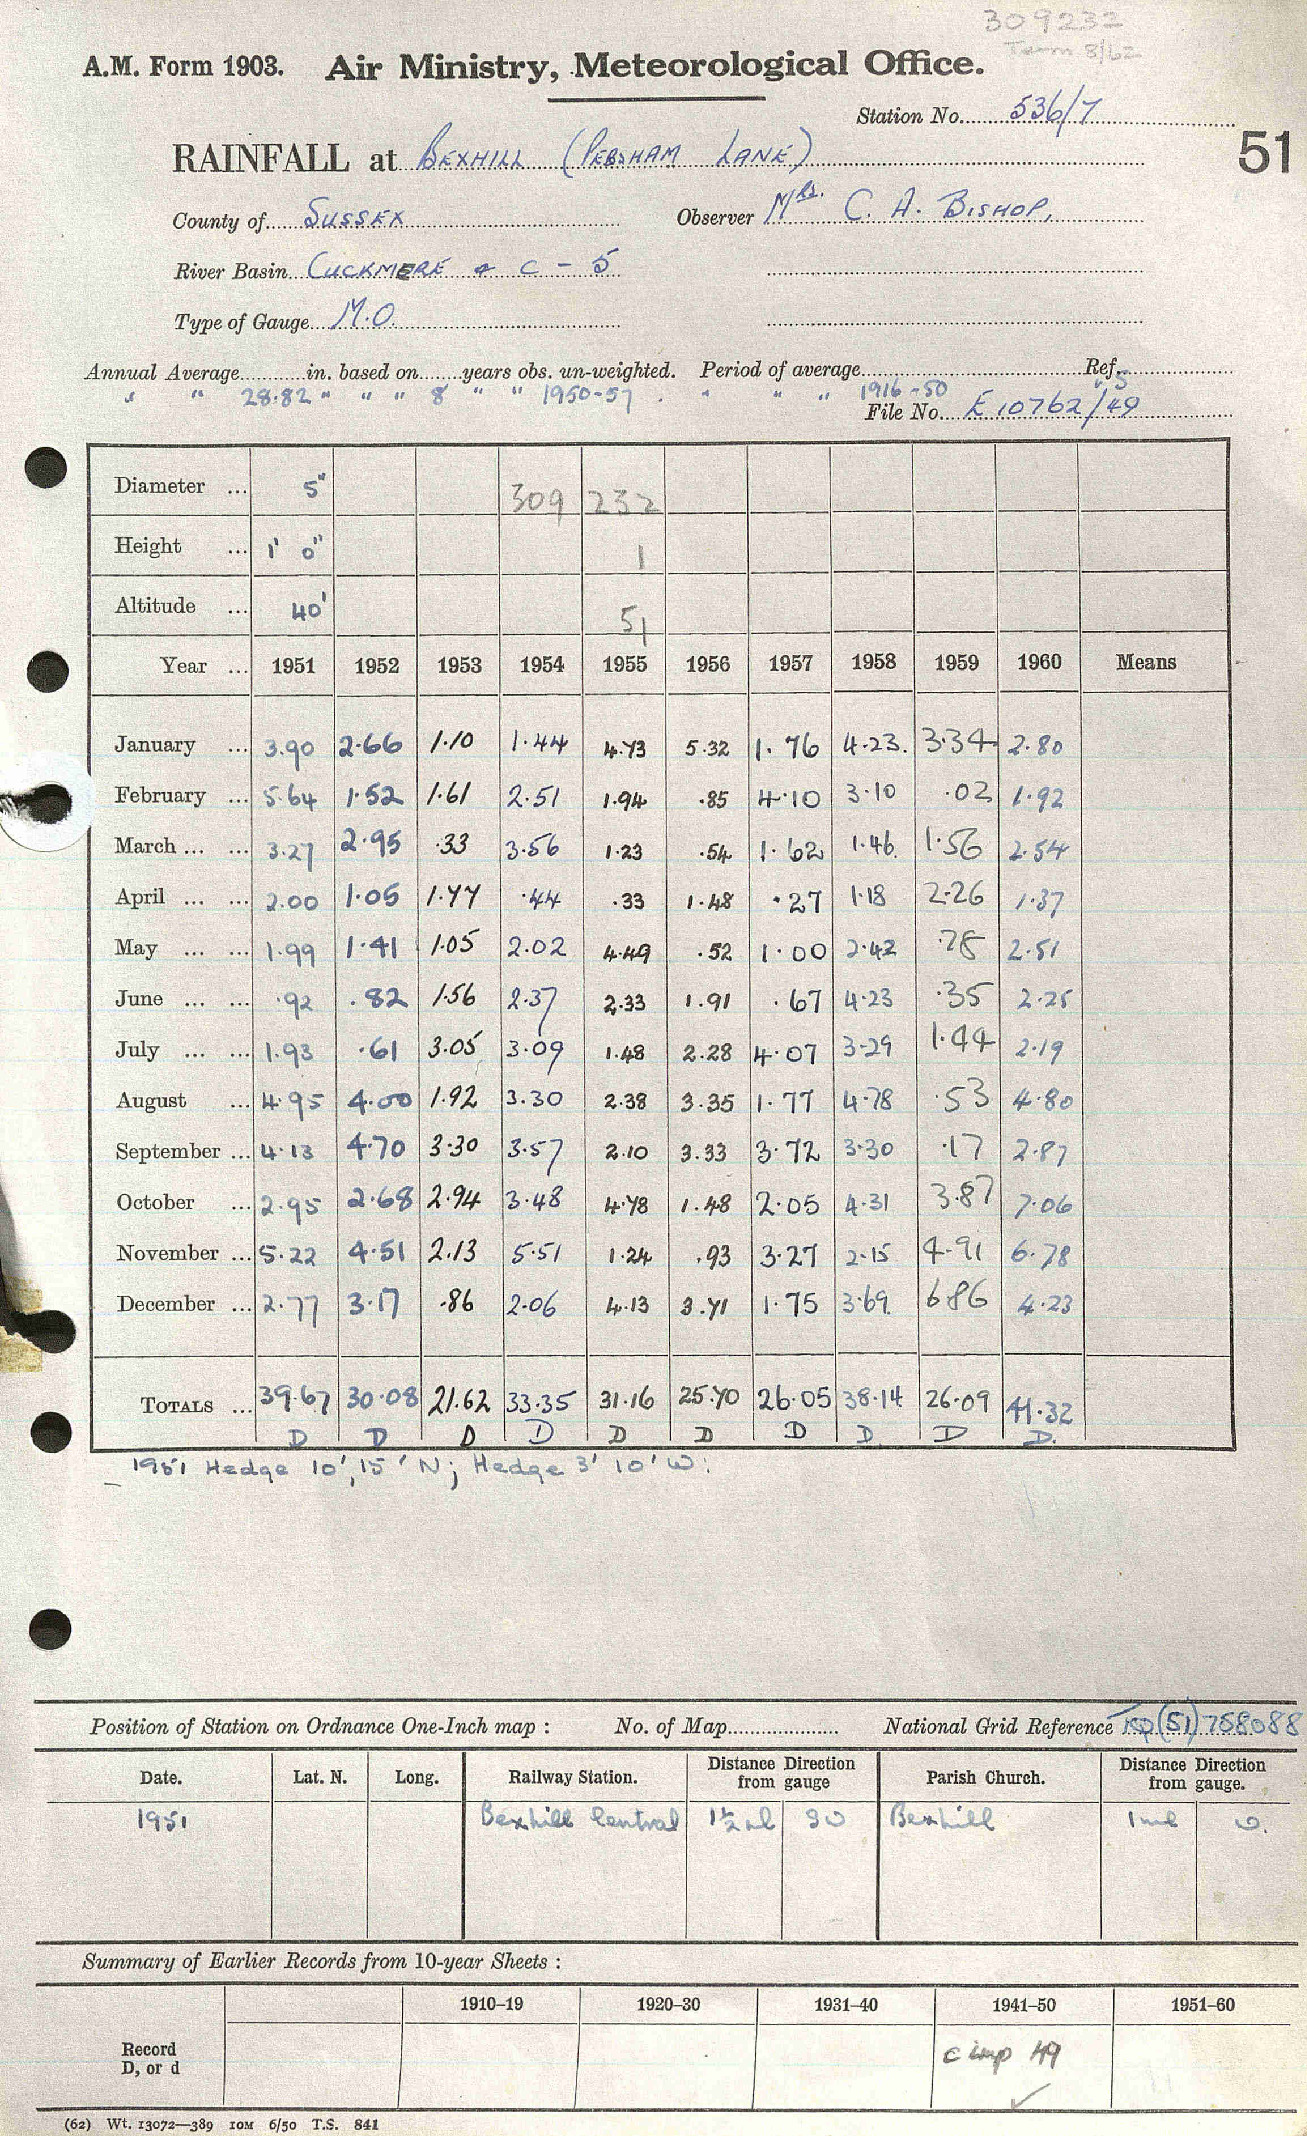 309232
Term 8/62
A.M. Form 1903. Air Ministry, Meteorological Office.
Station No. 536/7
51
RAINFALL at BEXHILL (PEBSHAM LANE)
County of SUSSEX Observer Mrs. C. A. BISHOP.
River Basin CUCKMERE & C - 5
Type of Gauge M.O.
Annual Average in. based on years obs. un-weighted. Period of average Ref.
" " 28.82 " " " 8 " " 1950-57 . " " " 1916-50 " 5
File No. E 10762/49
Diameter ... 5" 309 232
Height ... 1' 0" 1
Altitude ... 40' 51
Year ... 1951 1952 1953 1954 1955 1956 1957 1958 1959 1960 Means
January ... 3.90 2.66 1.10 1.44 4.73 5.32 1.76 4.23. 3.34 2.80
February ... 5.64 1.52 1.61 2.51 1.94 .85 4.10 3.10 .02 1.92
March ... ... 3.27 2.95 .33 3.56 1.23 .54 1.62 1.46. 1.56 2.54
April ... ... 2.00 1.05 1.77 .44 .33 1.48 .27 1.18 2.26 1.37
May ... ... 1.99 1.41 1.05 2.02 4.49 .52 1.00 2.42 .78 2.51
June ... ... .92 .82 1.56 2.37 2.33 1.91 .67 4.23 .35 2.25
July ... ... 1.93 .61 3.05 3.09 1.48 2.28 4.07 3.29 1.44 2.19
August ... 4.95 4.00 1.92 3.30 2.38 3.35 1.77 4.78 .53 4.80
September ... 4.13 4.70 3.30 3.57 2.10 3.33 3.72 3.30 .17 2.87
October ... 2.95 2.68 2.94 3.48 4.78 1.48 2.05 4.31 3.87 7.06
November ... 5.22 4.51 2.13 5.51 1.24 .93 3.27 2.15 4.91 6.78
December ... 2.77 3.17 .86 2.06 4.13 3.71 1.75 3.69. 6.86 4.23
TOTALS ... 39.67 30.08 21.62 33.35 31.16 25.70 26.05 38.14 26.09 41.32
D D D D D D D D. D D.
1951 Hedge 10', 15' N; Hedge 3' 10' W:
Position of Station on Ordnance One-Inch map : No. of Map National Grid Reference (51)758088
Date. Lat. N. Long. Railway Station. Distance Direction from gauge Parish Church. Distance Direction from gauge.
1951 Bexhill Central 1½ ml SW Bexhill 1 ml W.
Summary of Earlier Records from 10-year Sheets :
1910–19 1920–30 1931–40 1941–50 1951–60
Record D, or d c imp 49
(62) Wt. 13072—389 10M 6/50 T.S. 841